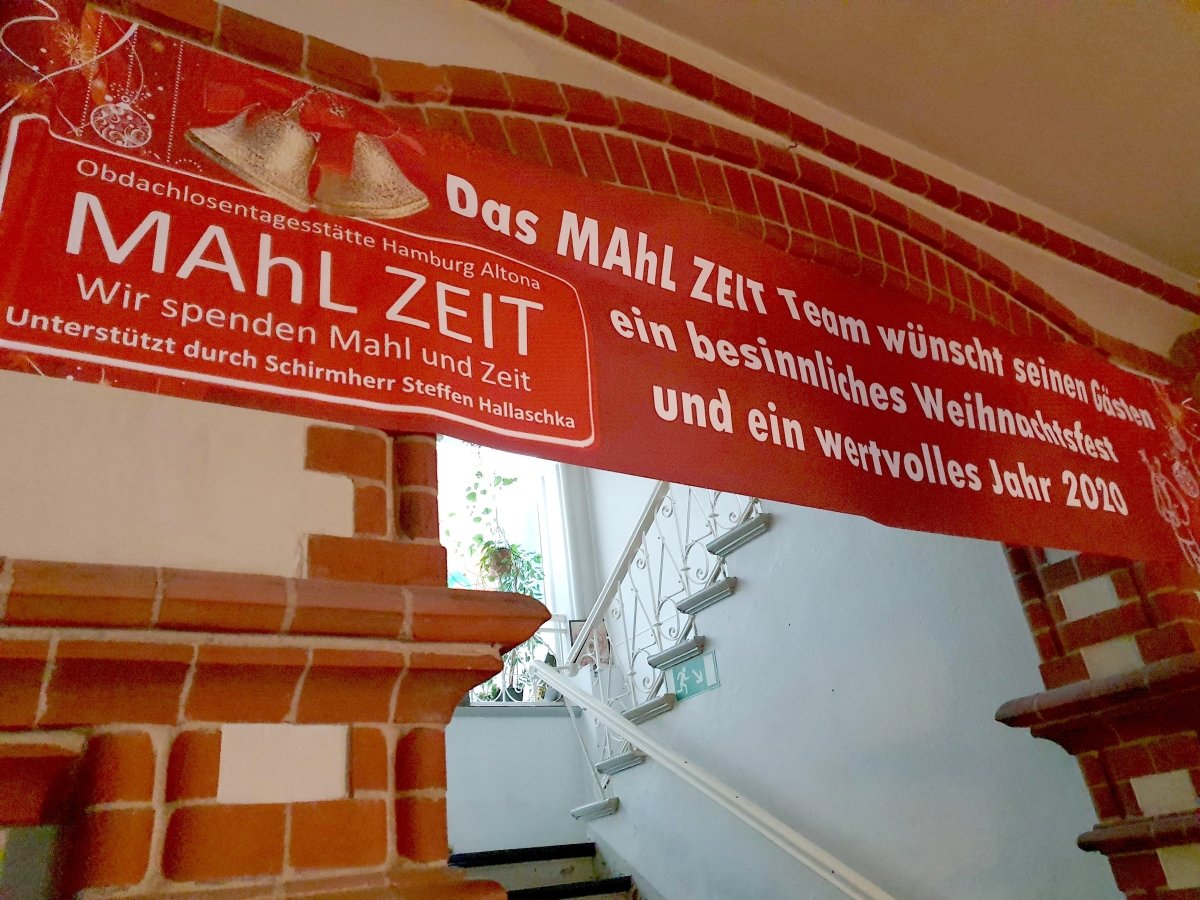 Obdachlosentagesstätte Hamburg Altona
MAhL ZEIT
Wir spenden Mahl und Zeit
Unterstützt durch Schirmherr Steffen Hallaschka
Das MAhL ZEIT Team wünscht seinen Gästen
ein besinnliches Weihnachtsfest
und ein wertvolles Jahr 2020